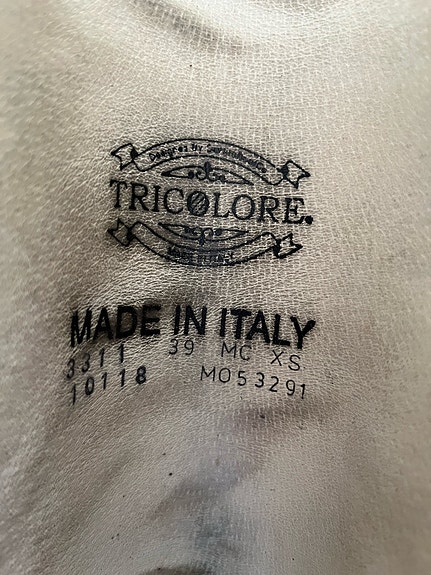 TRICOLORE.
MADE IN ITALY
3311 39 MC XS
10118 MO53291